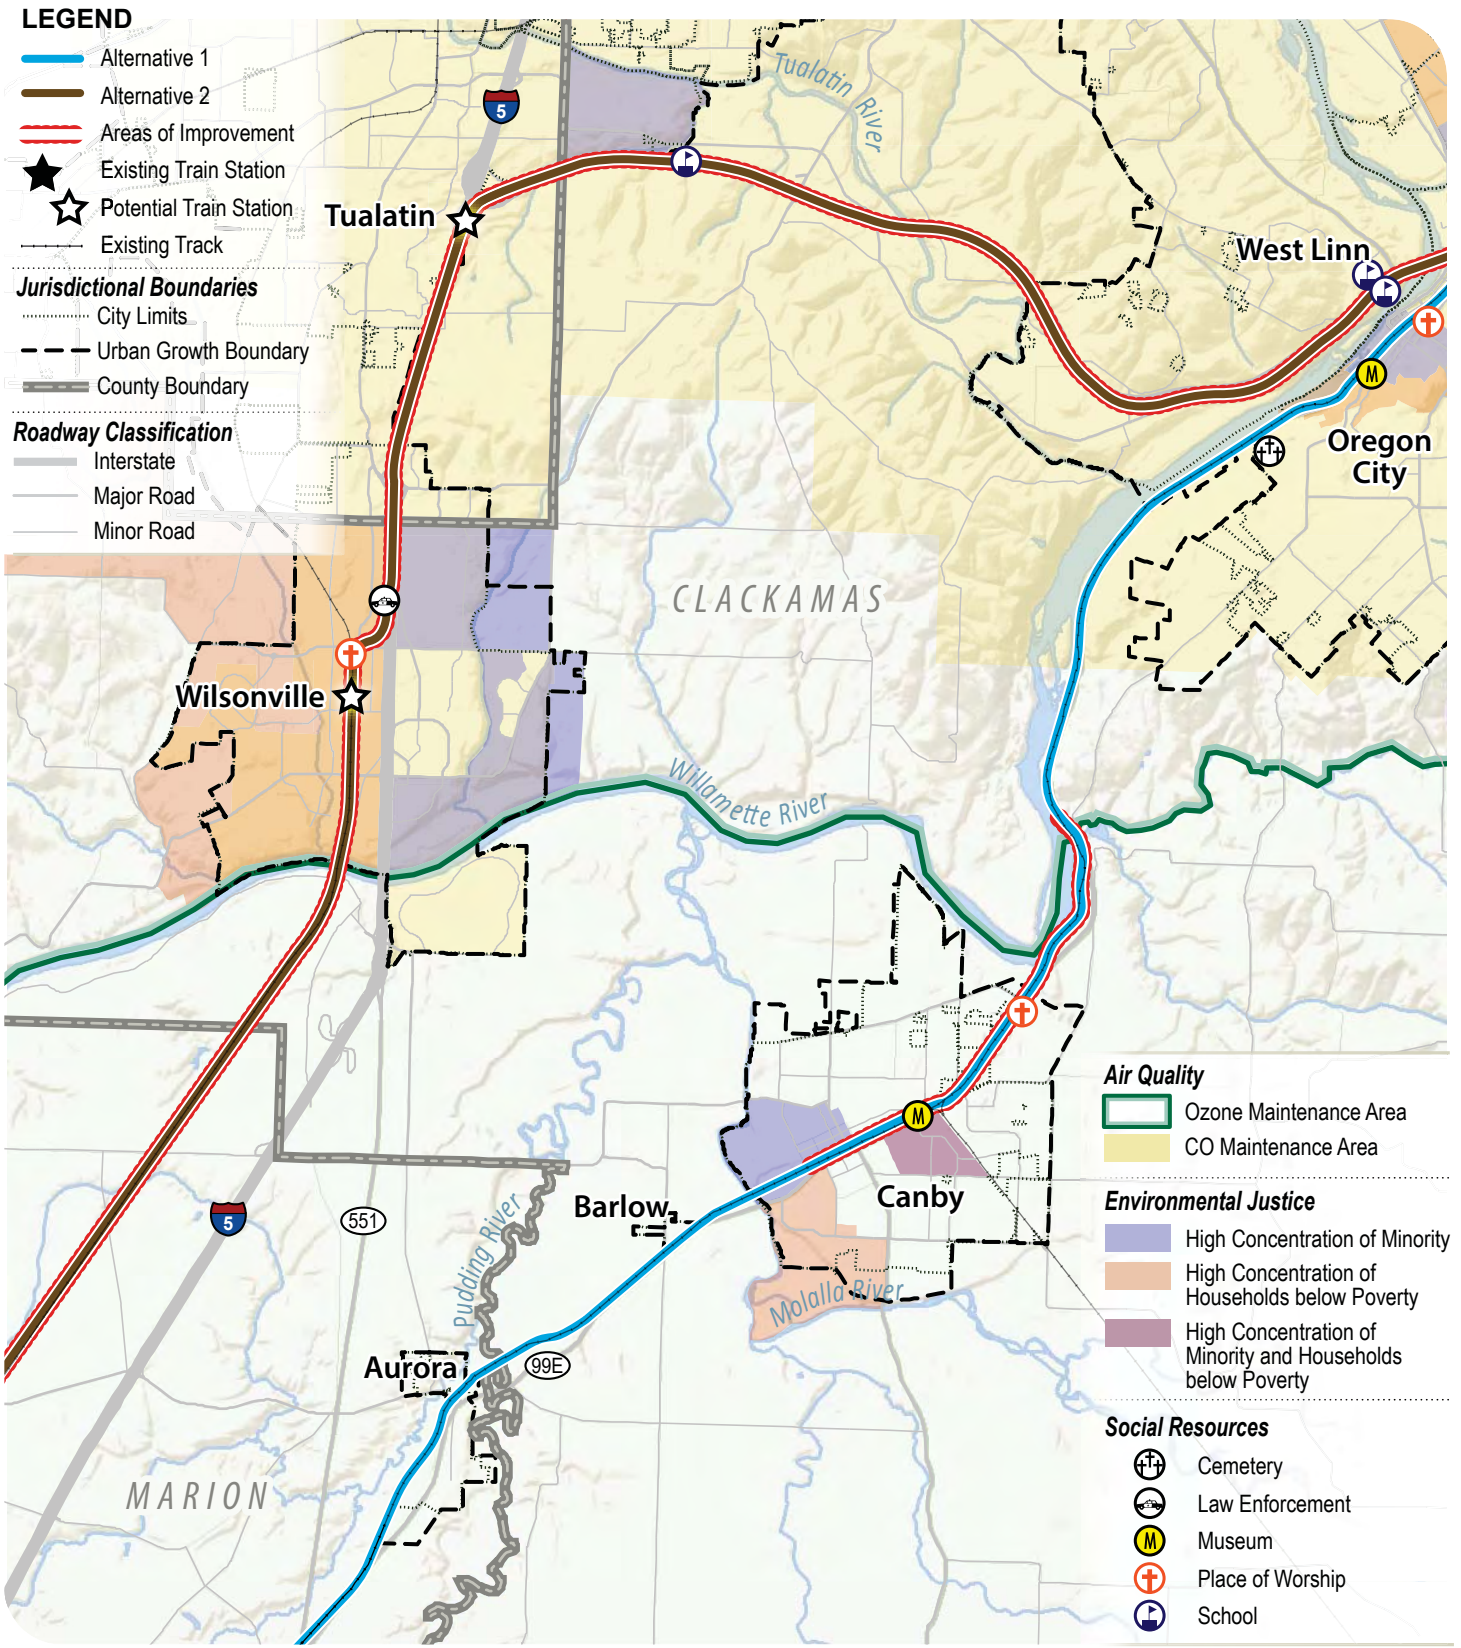 LEGEND
Alternative 1
Alternative 2
Areas of Improvement
Existing Train Station
Potential Train Station
Existing Track
Jurisdictional Boundaries
City Limits
Urban Growth Boundary
County Boundary
Roadway Classification
Interstate
Major Road
Minor Road
5
Tualatin River
Tualatin
West Linn
M
Oregon
City
CLACKAMAS
Wilsonville
Willamette River
M
Canby
Barlow
Molalla River
Pudding River
5
551
99E
Aurora
MARION
Air Quality
Ozone Maintenance Area
CO Maintenance Area
Environmental Justice
High Concentration of Minority
High Concentration of
Households below Poverty
High Concentration of
Minority and Households
below Poverty
Social Resources
Cemetery
Law Enforcement
M
Museum
Place of Worship
School